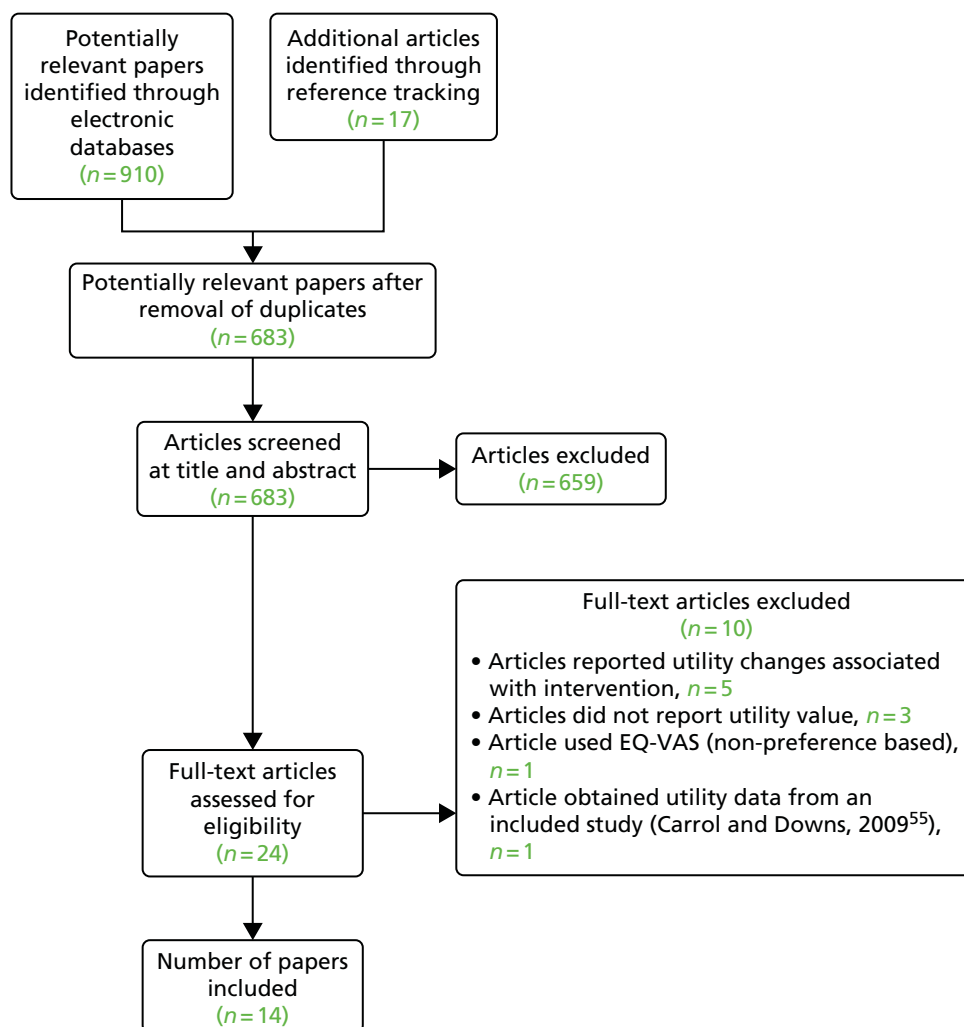 Potentially
relevant papers
identified through
electronic
databases
(n=910)
Additional articles
identified through
reference tracking
(n=17)
Potentially relevant papers after
removal of duplicates
(n=683)
Articles screened
at title and abstract
(n=683)
Articles excluded
(n=659)
Full-text articles excluded
(n=10)
• Articles reported utility changes associated
with intervention, n=5
• Articles did not report utility value, n=3
• Article used EQ-VAS (non-preference based),
n=1
• Article obtained utility data from an
included study (Carrol and Downs, 2009⁵⁵),
n=1
Full-text articles
assessed for
eligibility
(n=24)
Number of papers
included
(n=14)